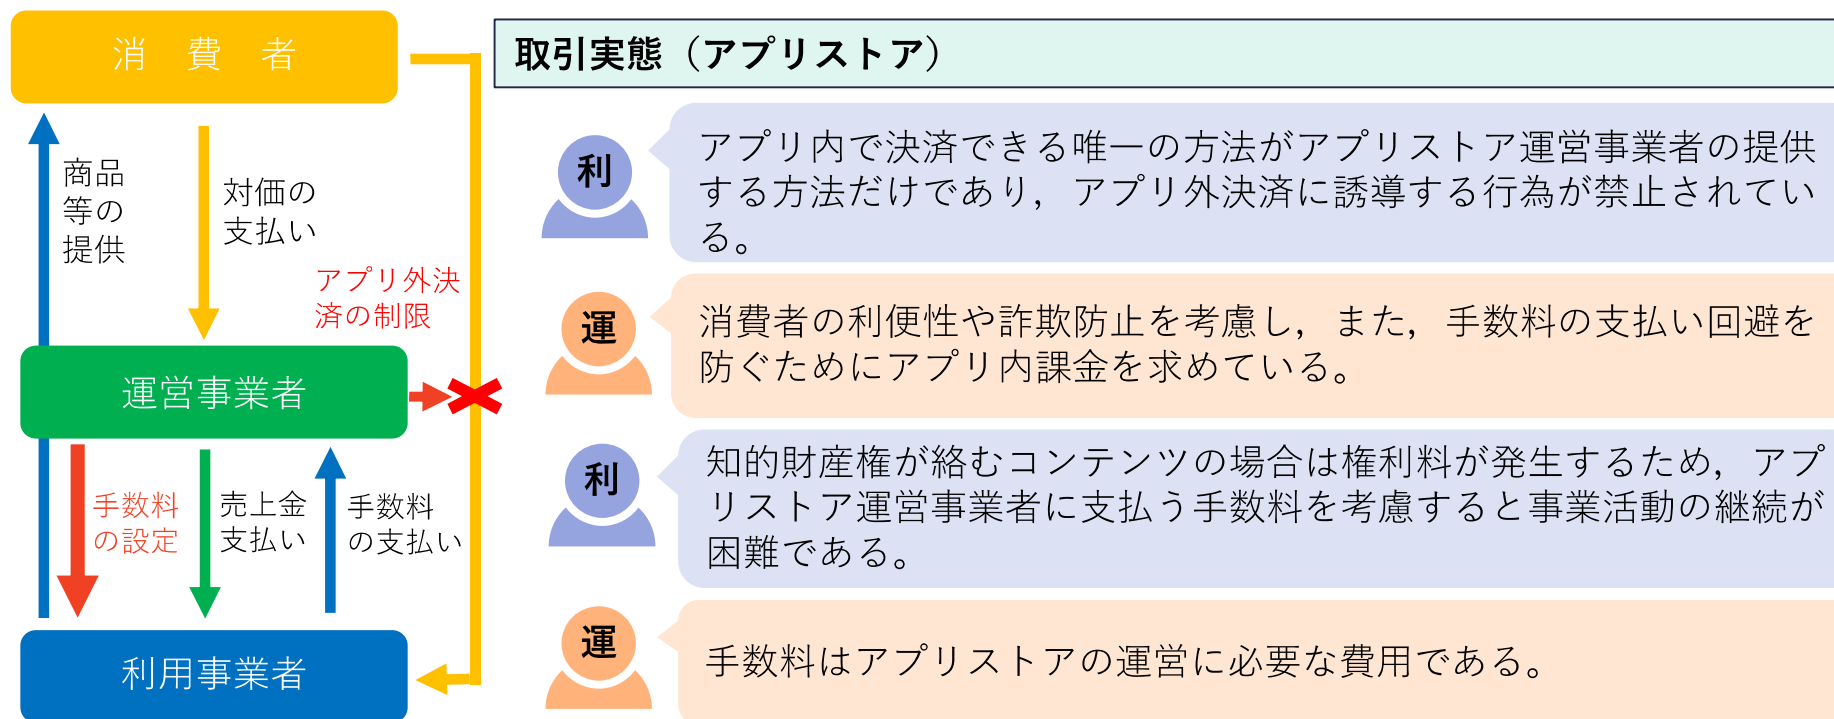 消　費　者
商品
等の
提供
対価の
支払い
アプリ外決
済の制限
運営事業者
手数料
の設定
売上金
支払い
手数料
の支払い
利用事業者
取引実態（アプリストア）
利
アプリ内で決済できる唯一の方法がアプリストア運営事業者の提供
する方法だけであり，アプリ外決済に誘導する行為が禁止されてい
る。
運
消費者の利便性や詐欺防止を考慮し，また，手数料の支払い回避を
防ぐためにアプリ内課金を求めている。
利
知的財産権が絡むコンテンツの場合は権利料が発生するため，アプ
リストア運営事業者に支払う手数料を考慮すると事業活動の継続が
困難である。
運
手数料はアプリストアの運営に必要な費用である。